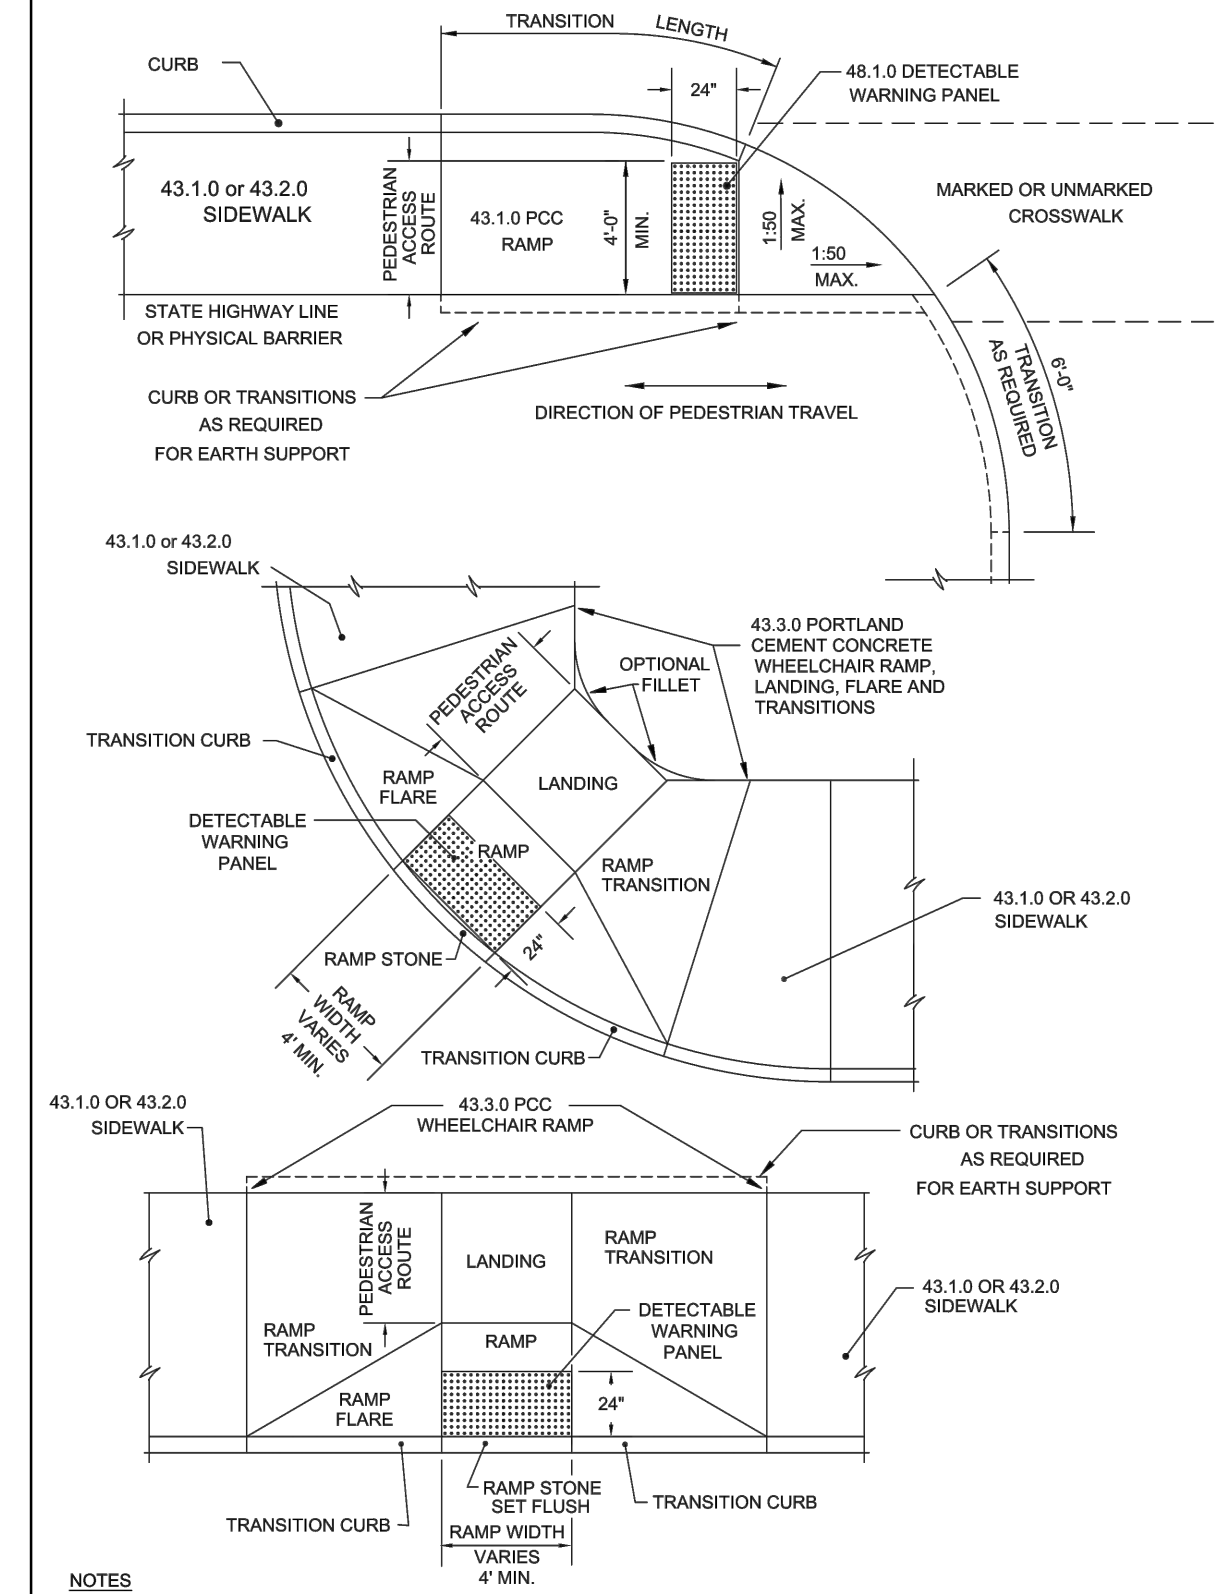 TRANSITION LENGTH
CURB
24"
48.1.0 DETECTABLE
WARNING PANEL
43.1.0 or 43.2.0
SIDEWALK
PEDESTRIAN
ACCESS
ROUTE
43.1.0 PCC
RAMP
4'-0"
MIN.
1:50
MAX.
1:50
MAX.
MARKED OR UNMARKED
CROSSWALK
STATE HIGHWAY LINE
OR PHYSICAL BARRIER
6'-0"
TRANSITION
AS REQUIRED
CURB OR TRANSITIONS
AS REQUIRED
FOR EARTH SUPPORT
DIRECTION OF PEDESTRIAN TRAVEL
43.1.0 or 43.2.0
SIDEWALK
43.3.0 PORTLAND
CEMENT CONCRETE
WHEELCHAIR RAMP,
LANDING, FLARE AND
TRANSITIONS
OPTIONAL
FILLET
PEDESTRIAN
ACCESS
ROUTE
TRANSITION CURB
RAMP
FLARE
LANDING
DETECTABLE
WARNING
PANEL
RAMP
RAMP
TRANSITION
43.1.0 OR 43.2.0
SIDEWALK
24"
RAMP STONE
RAMP
WIDTH
VARIES
4' MIN.
TRANSITION CURB
43.1.0 OR 43.2.0
SIDEWALK
43.3.0 PCC
WHEELCHAIR RAMP
CURB OR TRANSITIONS
AS REQUIRED
FOR EARTH SUPPORT
PEDESTRIAN
ACCESS
ROUTE
LANDING
RAMP
TRANSITION
43.1.0 OR 43.2.0
SIDEWALK
DETECTABLE
WARNING
PANEL
RAMP
TRANSITION
RAMP
RAMP
FLARE
24"
RAMP STONE
SET FLUSH
TRANSITION CURB
TRANSITION CURB
RAMP WIDTH
VARIES
4' MIN.
NOTES